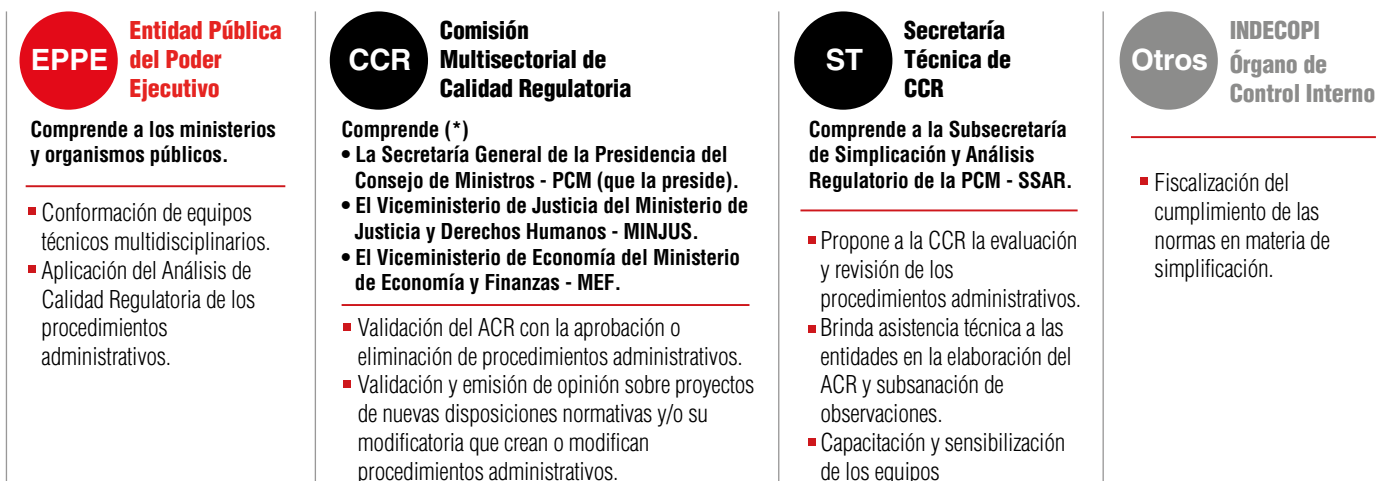 EPPE
Entidad Pública
del Poder
Ejecutivo
Comprende a los ministerios
y organismos públicos.
Conformación de equipos
técnicos multidisciplinarios.
Aplicación del Análisis de
Calidad Regulatoria de los
procedimientos
administrativos.
CCR
Comisión
Multisectorial de
Calidad Regulatoria
Comprende (*)
• La Secretaría General de la Presidencia del
Consejo de Ministros - PCM (que la preside).
• El Viceministerio de Justicia del Ministerio de
Justicia y Derechos Humanos - MINJUS.
• El Viceministerio de Economía del Ministerio
de Economía y Finanzas - MEF.
Validación del ACR con la aprobación o
eliminación de procedimientos administrativos.
Validación y emisión de opinión sobre proyectos
de nuevas disposiciones normativas y/o su
modificatoria que crean o modifican
procedimientos administrativos.
ST
Secretaría
Técnica de
CCR
Comprende a la Subsecretaría
de Simplicación y Análisis
Regulatorio de la PCM - SSAR.
Propone a la CCR la evaluación
y revisión de los
procedimientos administrativos.
Brinda asistencia técnica a las
entidades en la elaboración del
ACR y subsanación de
observaciones.
Capacitación y sensibilización
de los equipos
Otros
INDECOPI
Órgano de
Control Interno
Fiscalización del
cumplimiento de las
normas en materia de
simplificación.